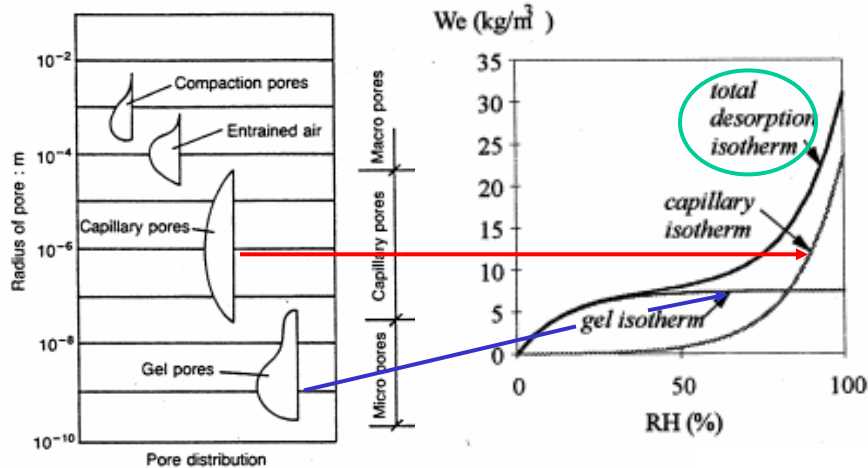 10⁻²
10⁻⁴
10⁻⁶
10⁻⁸
10⁻¹⁰
Radius of pore : m
Compaction pores
Entrained air
Capillary pores
Gel pores
Pore distribution
Macro pores
Capillary pores
Micro pores
We (kg/m³ )
35
30
25
20
15
10
5
0
total
desorption
isotherm
capillary
isotherm
gel isotherm
0
50
100
RH (%)